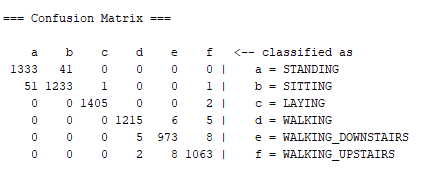 === Confusion Matrix ===
a b c d e f <-- classified as
1333 41 0 0 0 0 | a = STANDING
51 1233 1 0 0 1 | b = SITTING
0 0 1405 0 0 2 | c = LAYING
0 0 0 1215 6 5 | d = WALKING
0 0 0 5 973 8 | e = WALKING_DOWNSTAIRS
0 0 0 2 8 1063 | f = WALKING_UPSTAIRS